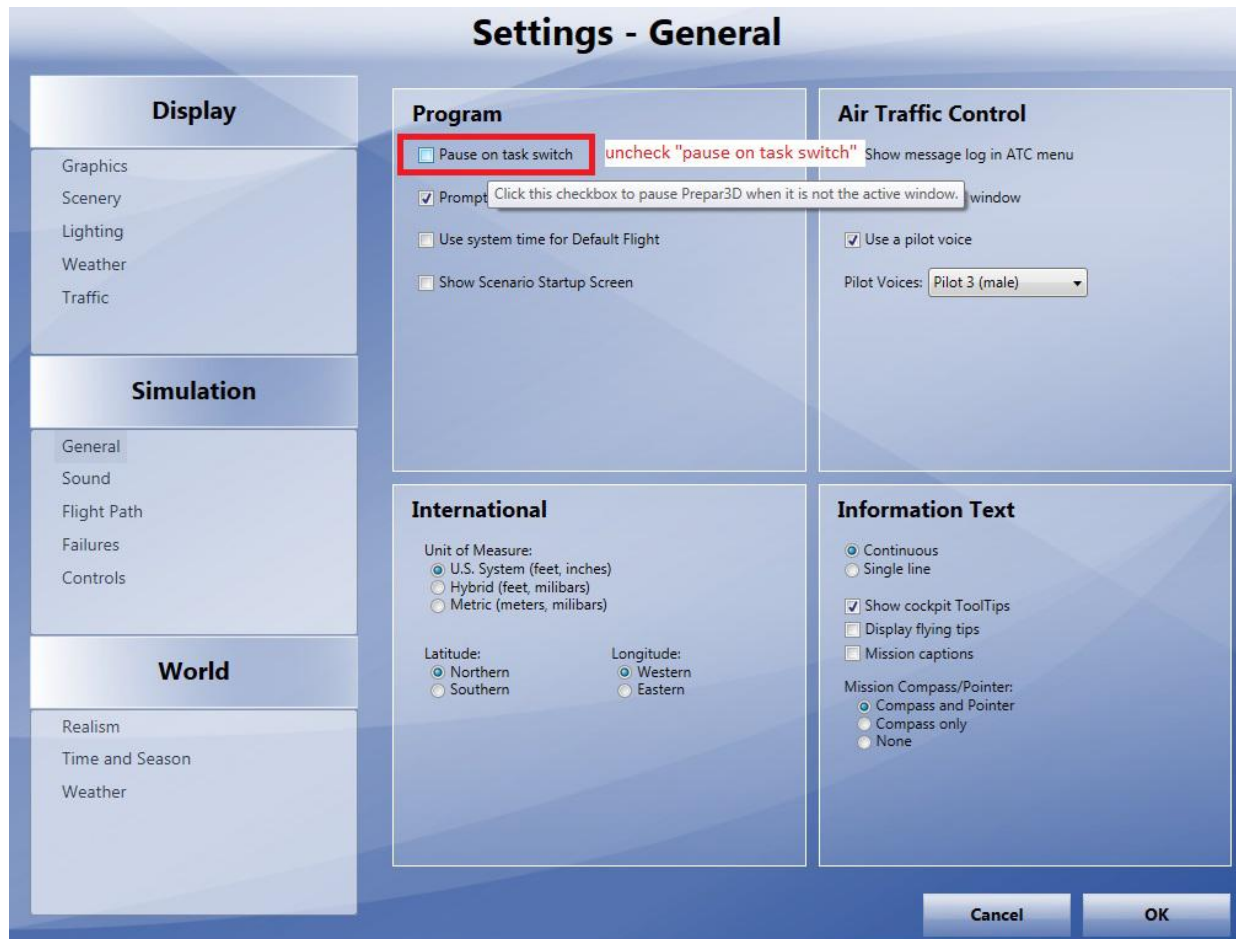 Settings - General
Display
Graphics
Scenery
Lighting
Weather
Traffic
Simulation
General
Sound
Flight Path
Failures
Controls
World
Realism
Time and Season
Weather
Program
Pause on task switch
uncheck "pause on task switch"
Prompt
Click this checkbox to pause Prepar3D when it is not the active window.
Use system time for Default Flight
Show Scenario Startup Screen
Air Traffic Control
Show message log in ATC menu
window
Use a pilot voice
Pilot Voices: Pilot 3 (male)
International
Unit of Measure:
U.S. System (feet, inches)
Hybrid (feet, milibars)
Metric (meters, milibars)
Latitude:
Northern
Southern
Longitude:
Western
Eastern
Information Text
Continuous
Single line
Show cockpit ToolTips
Display flying tips
Mission captions
Mission Compass/Pointer:
Compass and Pointer
Compass only
None
Cancel
OK